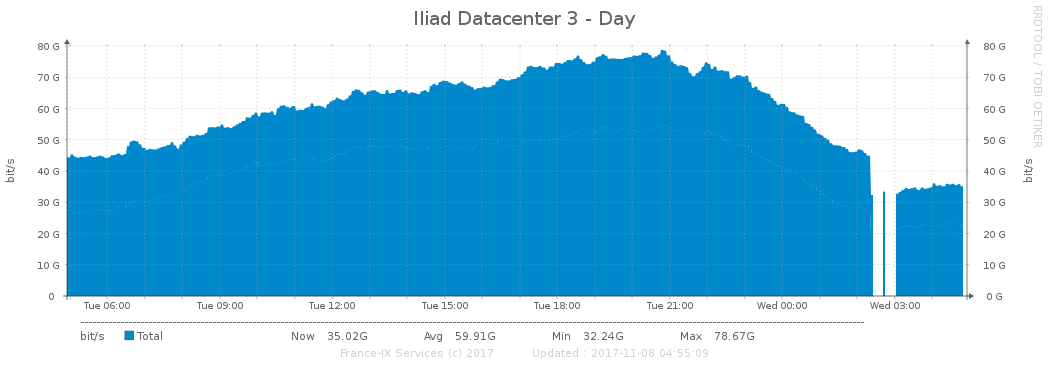 Iliad Datacenter 3 - Day
RRDTOOL / TOBI OETIKER
bit/s
bit/s
80 G 80 G
70 G 70 G
60 G 60 G
50 G 50 G
40 G 40 G
30 G 30 G
20 G 20 G
10 G 10 G
0 0 G
Tue 06:00 Tue 09:00 Tue 12:00 Tue 15:00 Tue 18:00 Tue 21:00 Wed 00:00 Wed 03:00
bit/s Total Now 35.02G Avg 59.91G Min 32.24G Max 78.67G
France-IX Services (c) 2017 Updated : 2017-11-08 04:55:09